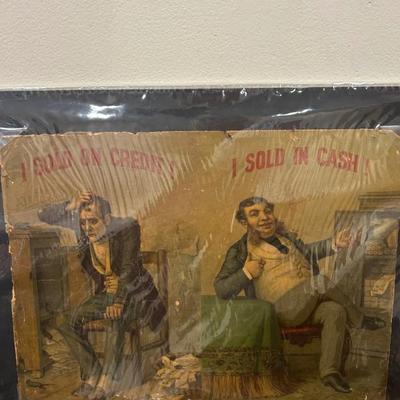 I SOLD ON CREDIT !
I SOLD IN CASH !